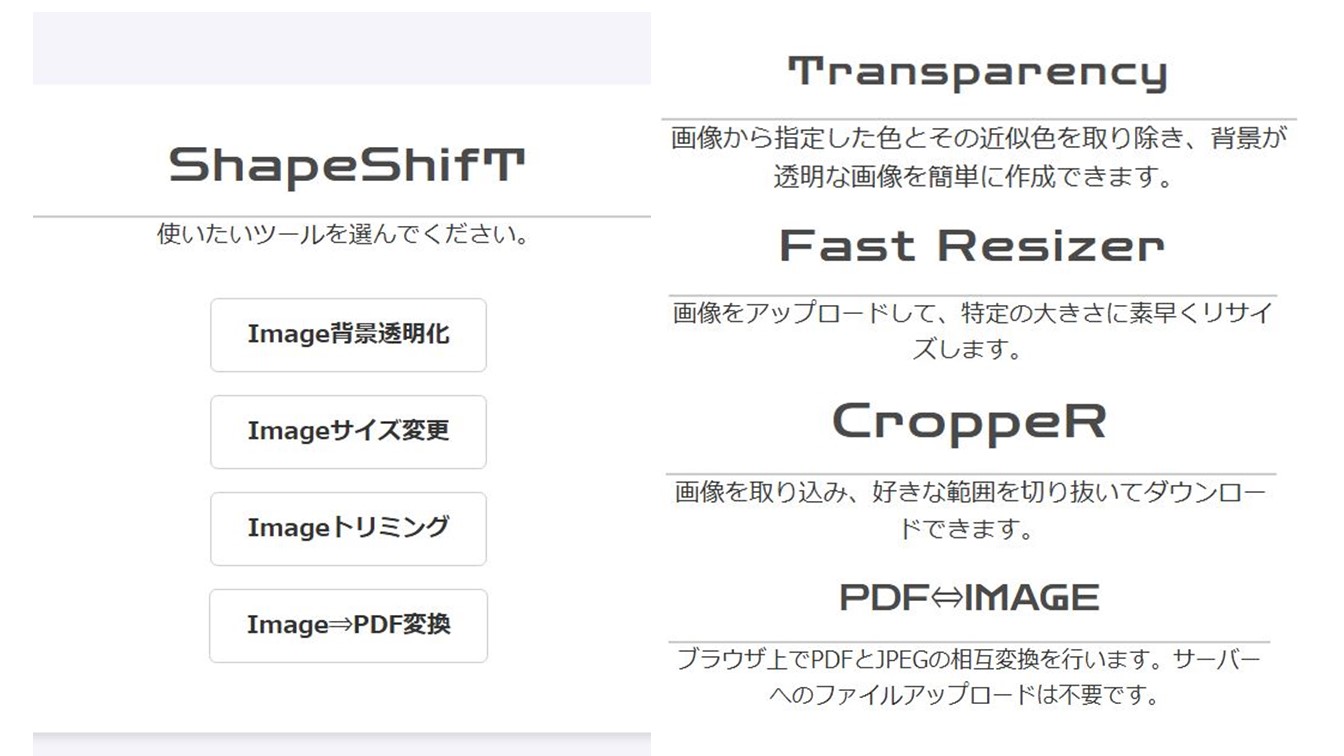 ShapeShifT
使いたいツールを選んでください。
Image背景透明化
Imageサイズ変更
Imageトリミング
Image⇒PDF変換
Transparency
画像から指定した色とその近似色を取り除き、背景が
透明な画像を簡単に作成できます。
Fast Resizer
画像をアップロードして、特定の大きさに素早くリサイ
ズします。
CroppeR
画像を取り込み、好きな範囲を切り抜いてダウンロー
ドできます。
PDF⇔IMAGE
ブラウザ上でPDFとJPEGの相互変換を行います。サーバー
へのファイルアップロードは不要です。